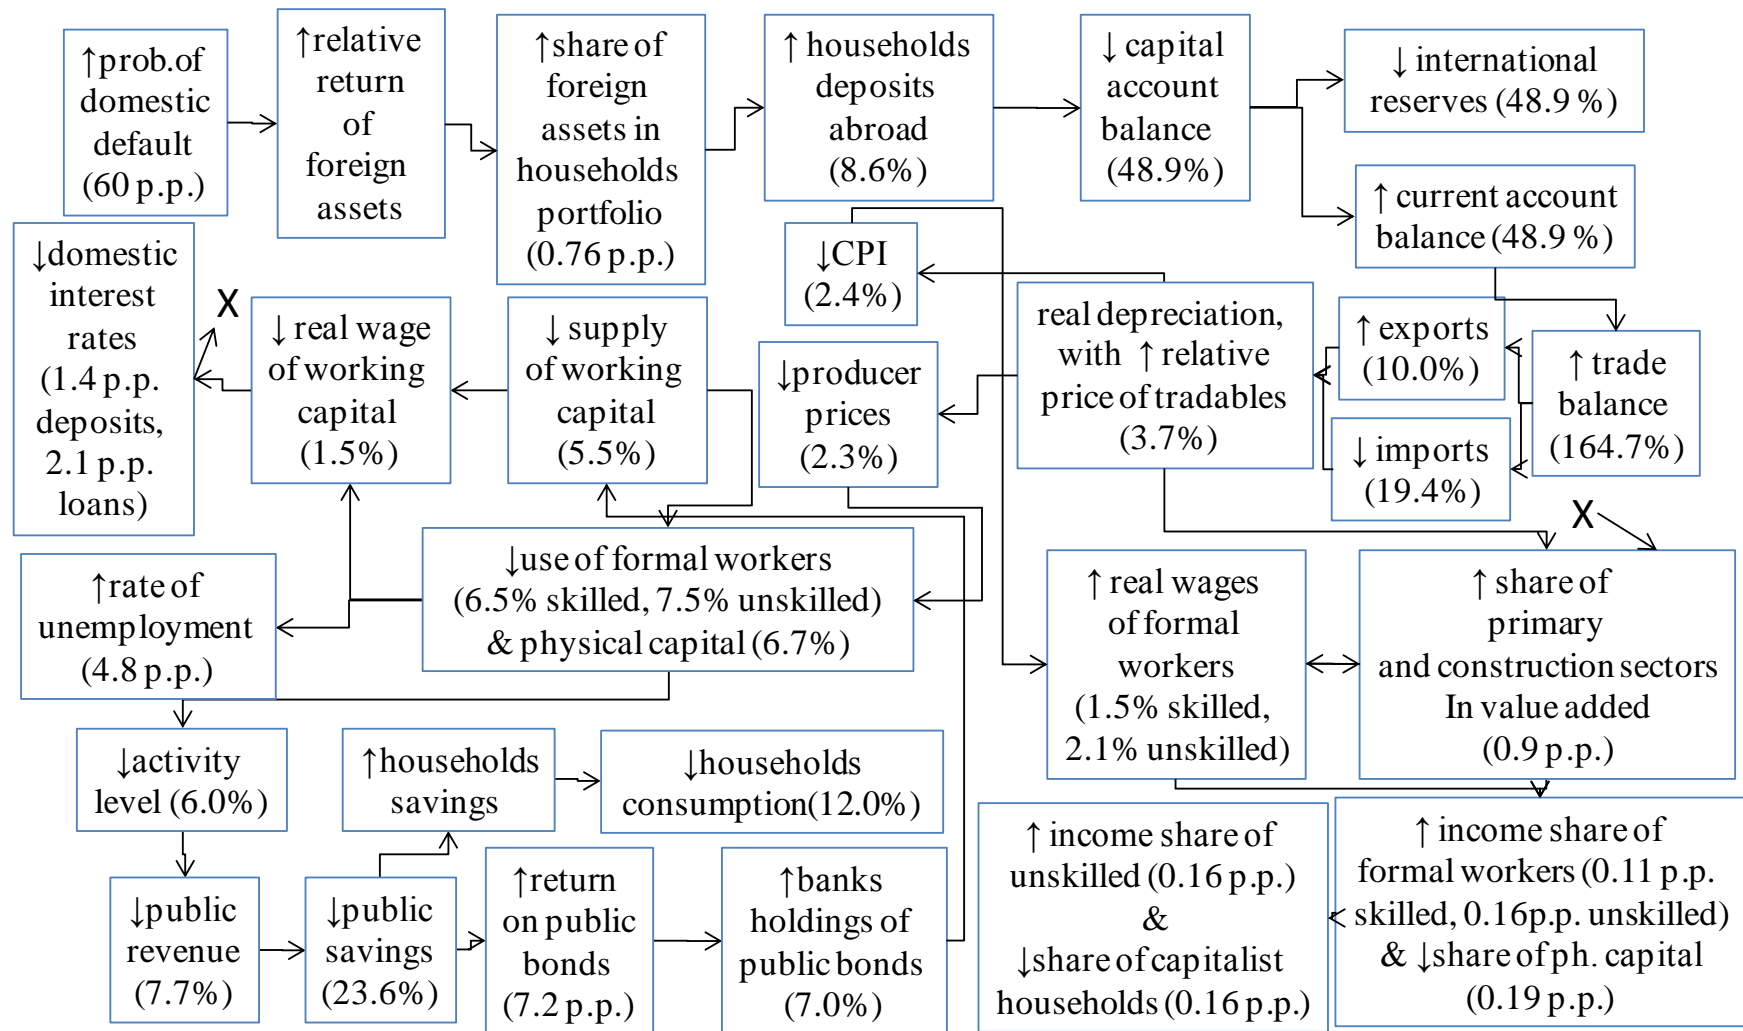 ↑prob.of
domestic
default
(60 p.p.)
↑relative
return
of
foreign
assets
↑share of
foreign
assets in
households
portfolio
(0.76 p.p.)
↑ households
deposits
abroad
(8.6%)
↓ capital
account
balance
(48.9%)
↓ international
reserves (48.9 %)
↑ current account
balance (48.9 %)
↓domestic
interest
rates
(1.4 p.p.
deposits,
2.1 p.p.
loans)
X
↓ real wage
of working
capital
(1.5%)
↓ supply
of working
capital
(5.5%)
↓CPI
(2.4%)
↓producer
prices
(2.3%)
real depreciation,
with ↑ relative
price of tradables
(3.7%)
↑ exports
(10.0%)
↓ imports
(19.4%)
↑ trade
balance
(164.7%)
X
↑rate of
unemployment
(4.8 p.p.)
↓use of formal workers
(6.5% skilled, 7.5% unskilled)
& physical capital (6.7%)
↑ real wages
of formal
workers
(1.5% skilled,
2.1% unskilled)
↑ share of
primary
and construction sectors
In value added
(0.9 p.p.)
↓activity
level (6.0%)
↑households
savings
↓households
consumption(12.0%)
↓public
revenue
(7.7%)
↓public
savings
(23.6%)
↑return
on public
bonds
(7.2 p.p.)
↑banks
holdings of
public bonds
(7.0%)
↑ income share of
unskilled (0.16 p.p.)
&
↓share of capitalist
households (0.16 p.p.)
↑ income share of
formal workers (0.11 p.p.
skilled, 0.16p.p. unskilled)
& ↓share of ph. capital
(0.19 p.p.)